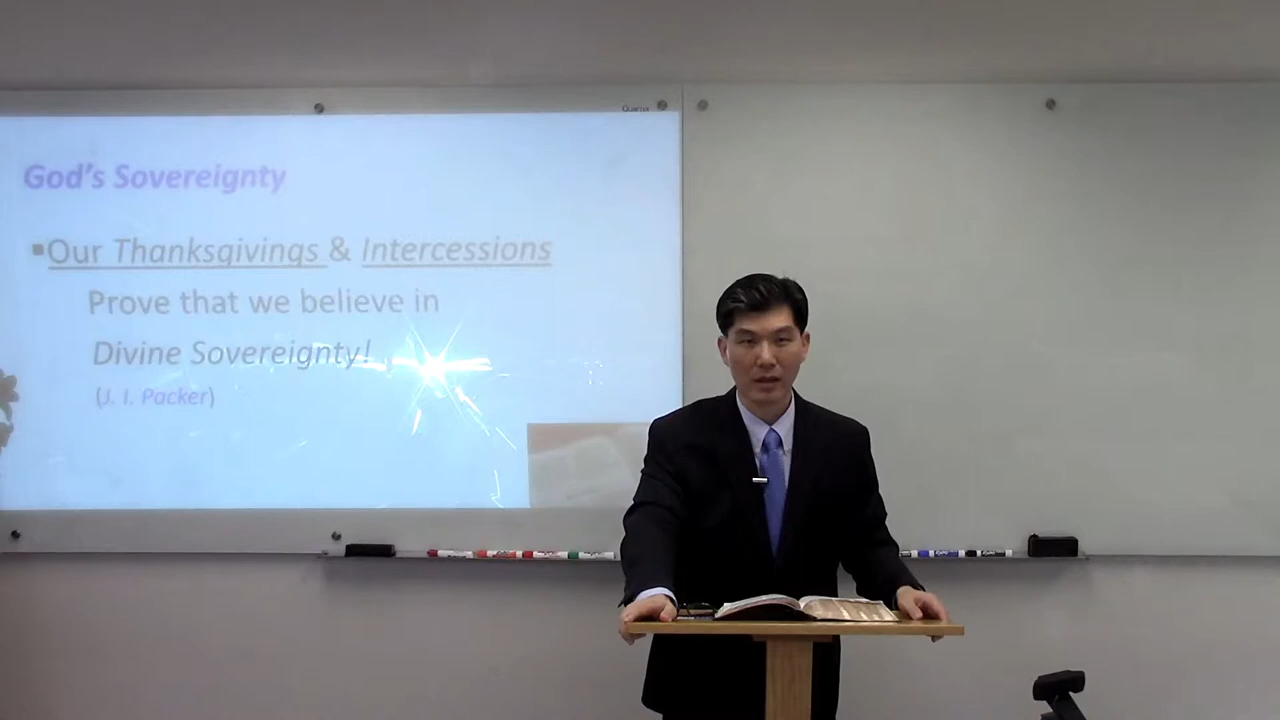 God's Sovereignty
▪Our Thanksgivings & Intercessions
Prove that we believe in
Divine Sovereignty!
(J. I. Packer)